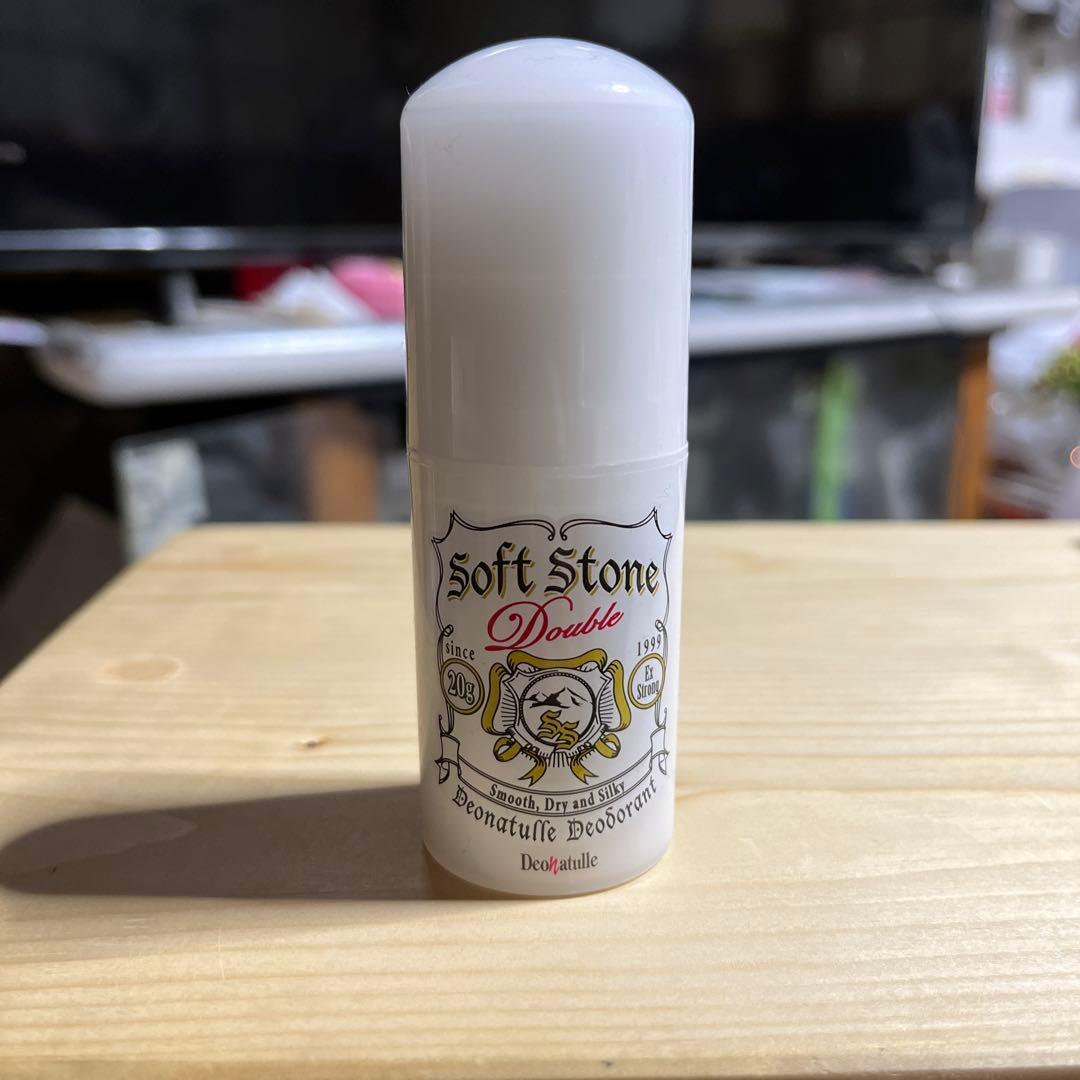 Soft Stone
Double
since 1999
20g
Ex
Strong
SS
Smooth, Dry and Silky
Deonatulle Deodorant
Deonatulle